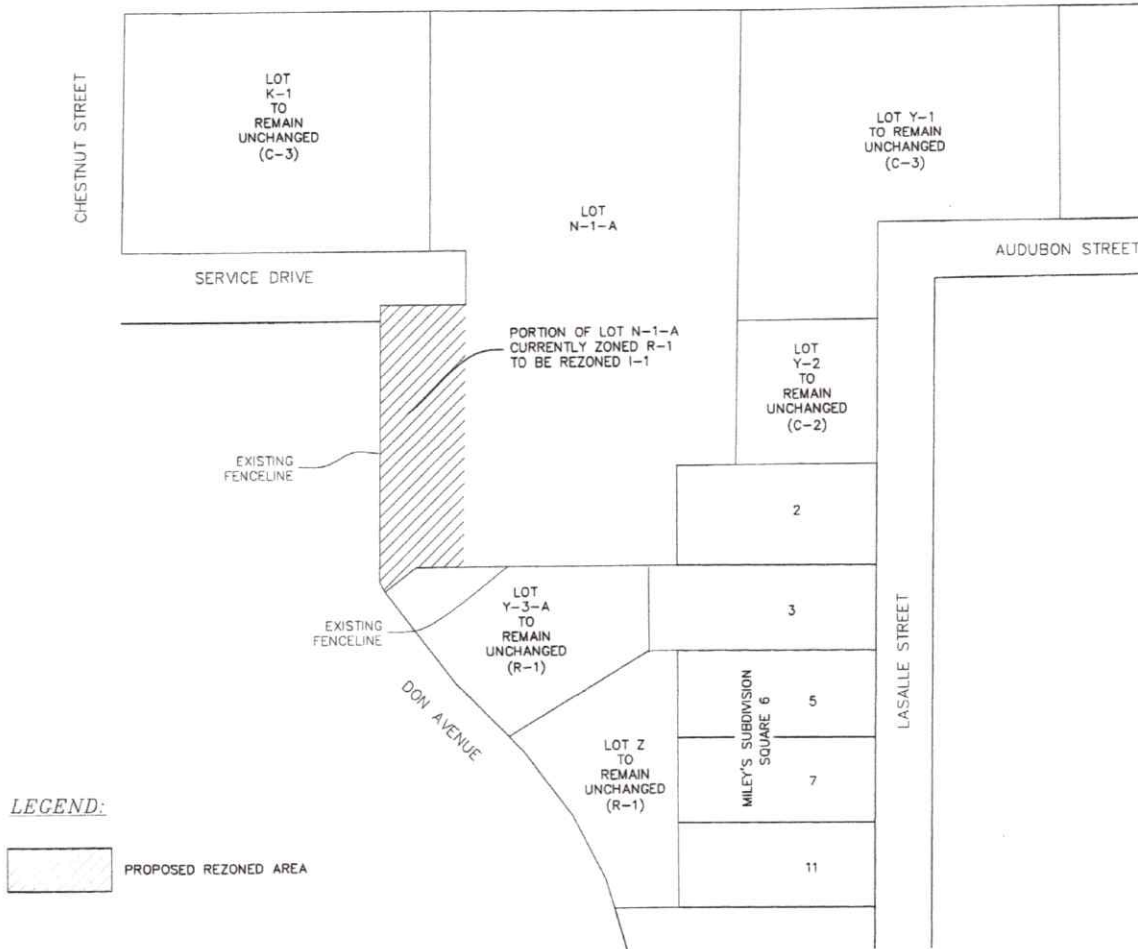 CHESTNUT STREET
LOT
K-1
TO
REMAIN
UNCHANGED
(C-3)
LOT
N-1-A
LOT Y-1
TO REMAIN
UNCHANGED
(C-3)
SERVICE DRIVE
AUDUBON STREET
PORTION OF LOT N-1-A
CURRENTLY ZONED R-1
TO BE REZONED I-1
LOT
Y-2
TO
REMAIN
UNCHANGED
(C-2)
EXISTING
FENCELINE
2
EXISTING
FENCELINE
LOT
Y-3-A
TO
REMAIN
UNCHANGED
(R-1)
3
LASALLE STREET
DON AVENUE
MILEY'S SUBDIVISION
SQUARE 6
5
LOT Z
TO
REMAIN
UNCHANGED
(R-1)
7
11
LEGEND:
PROPOSED REZONED AREA